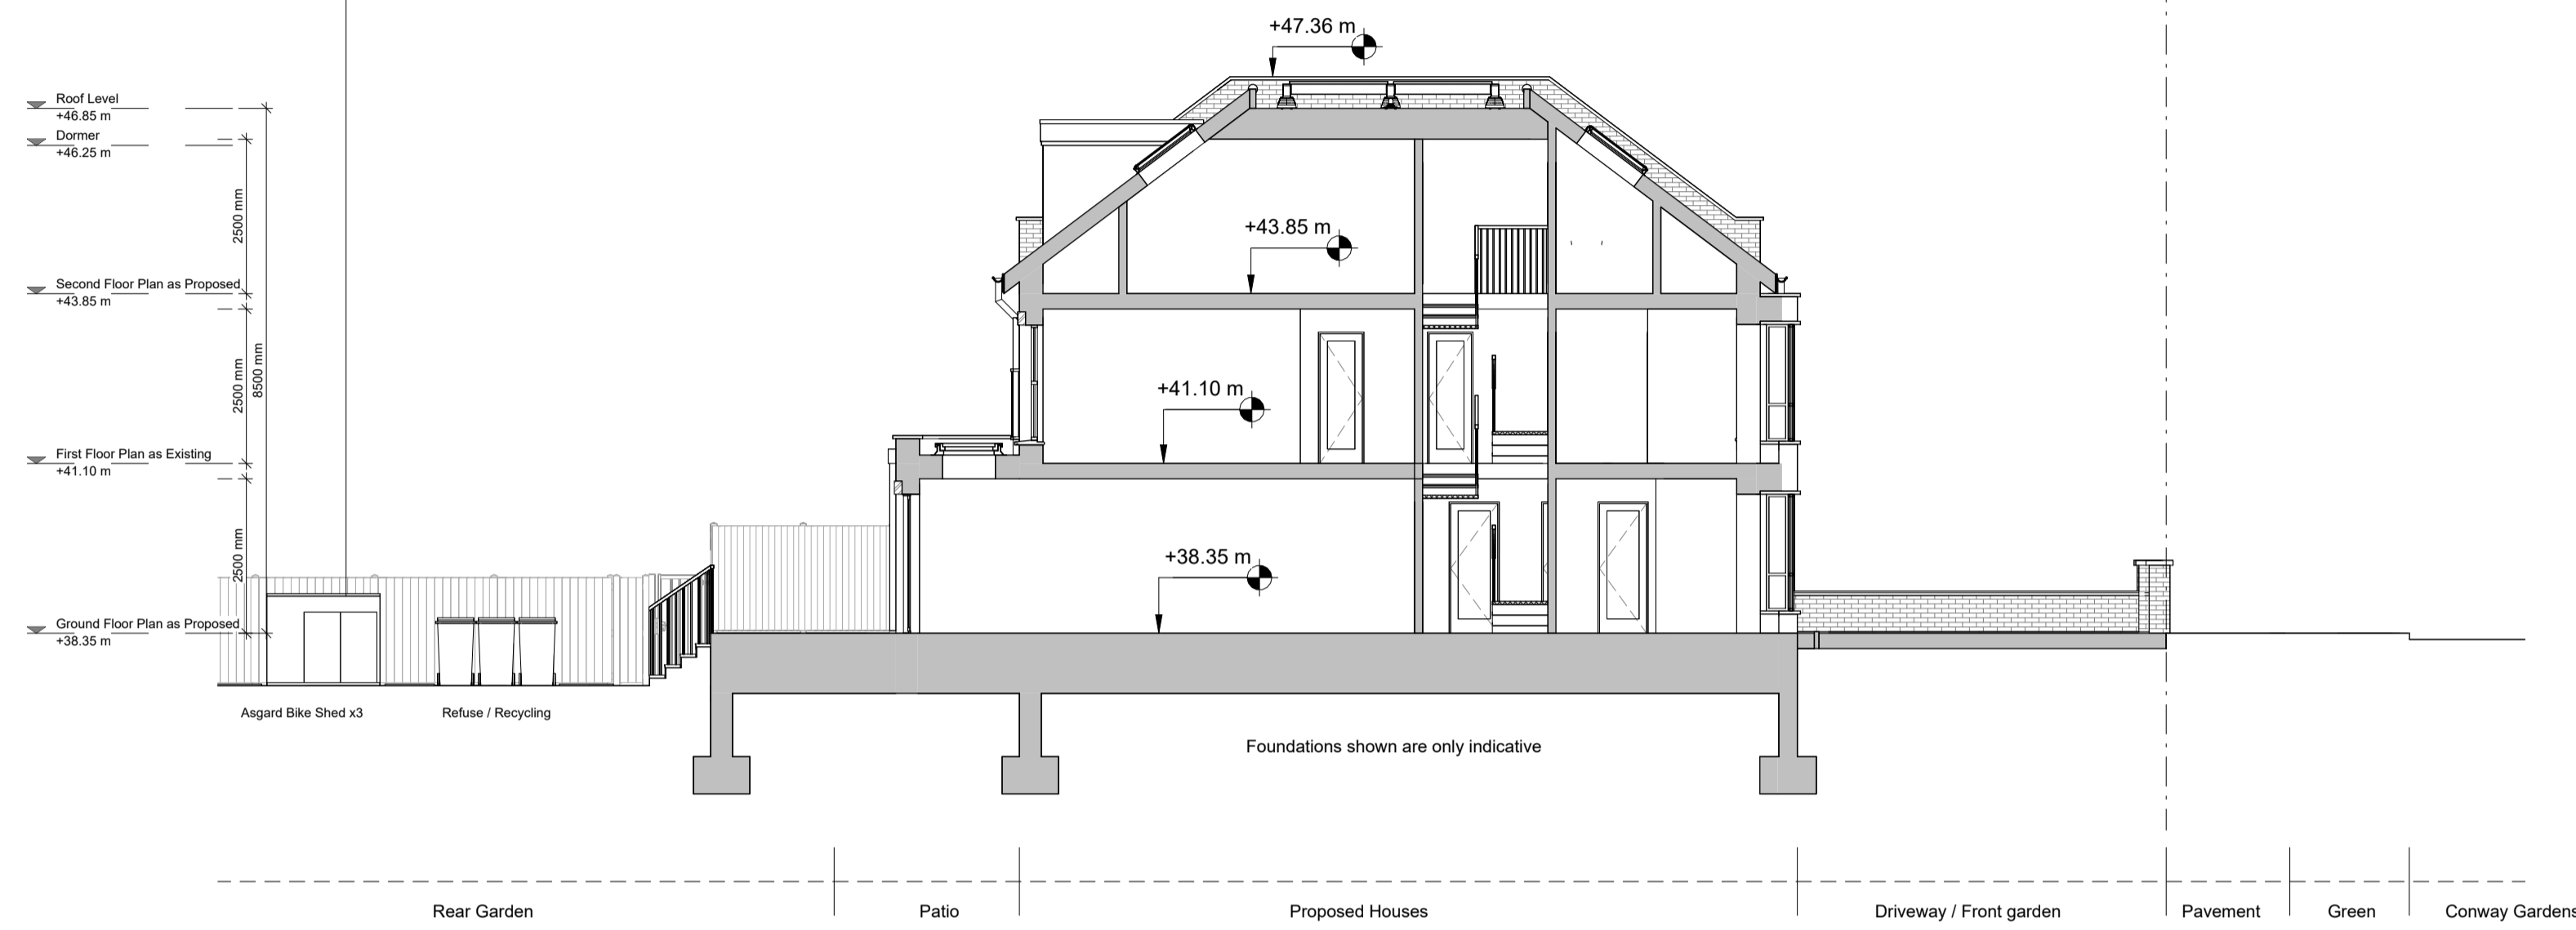 +47.36 m
Roof Level
+46.85 m
Dormer
+46.25 m
2500 mm
+43.85 m
Second Floor Plan as Proposed
+43.85 m
2500 mm
8500 mm
+41.10 m
First Floor Plan as Existing
+41.10 m
2500 mm
+38.35 m
Ground Floor Plan as Proposed
+38.35 m
Asgard Bike Shed x3
Refuse / Recycling
Foundations shown are only indicative
Rear Garden
Patio
Proposed Houses
Driveway / Front garden
Pavement
Green
Conway Gardens